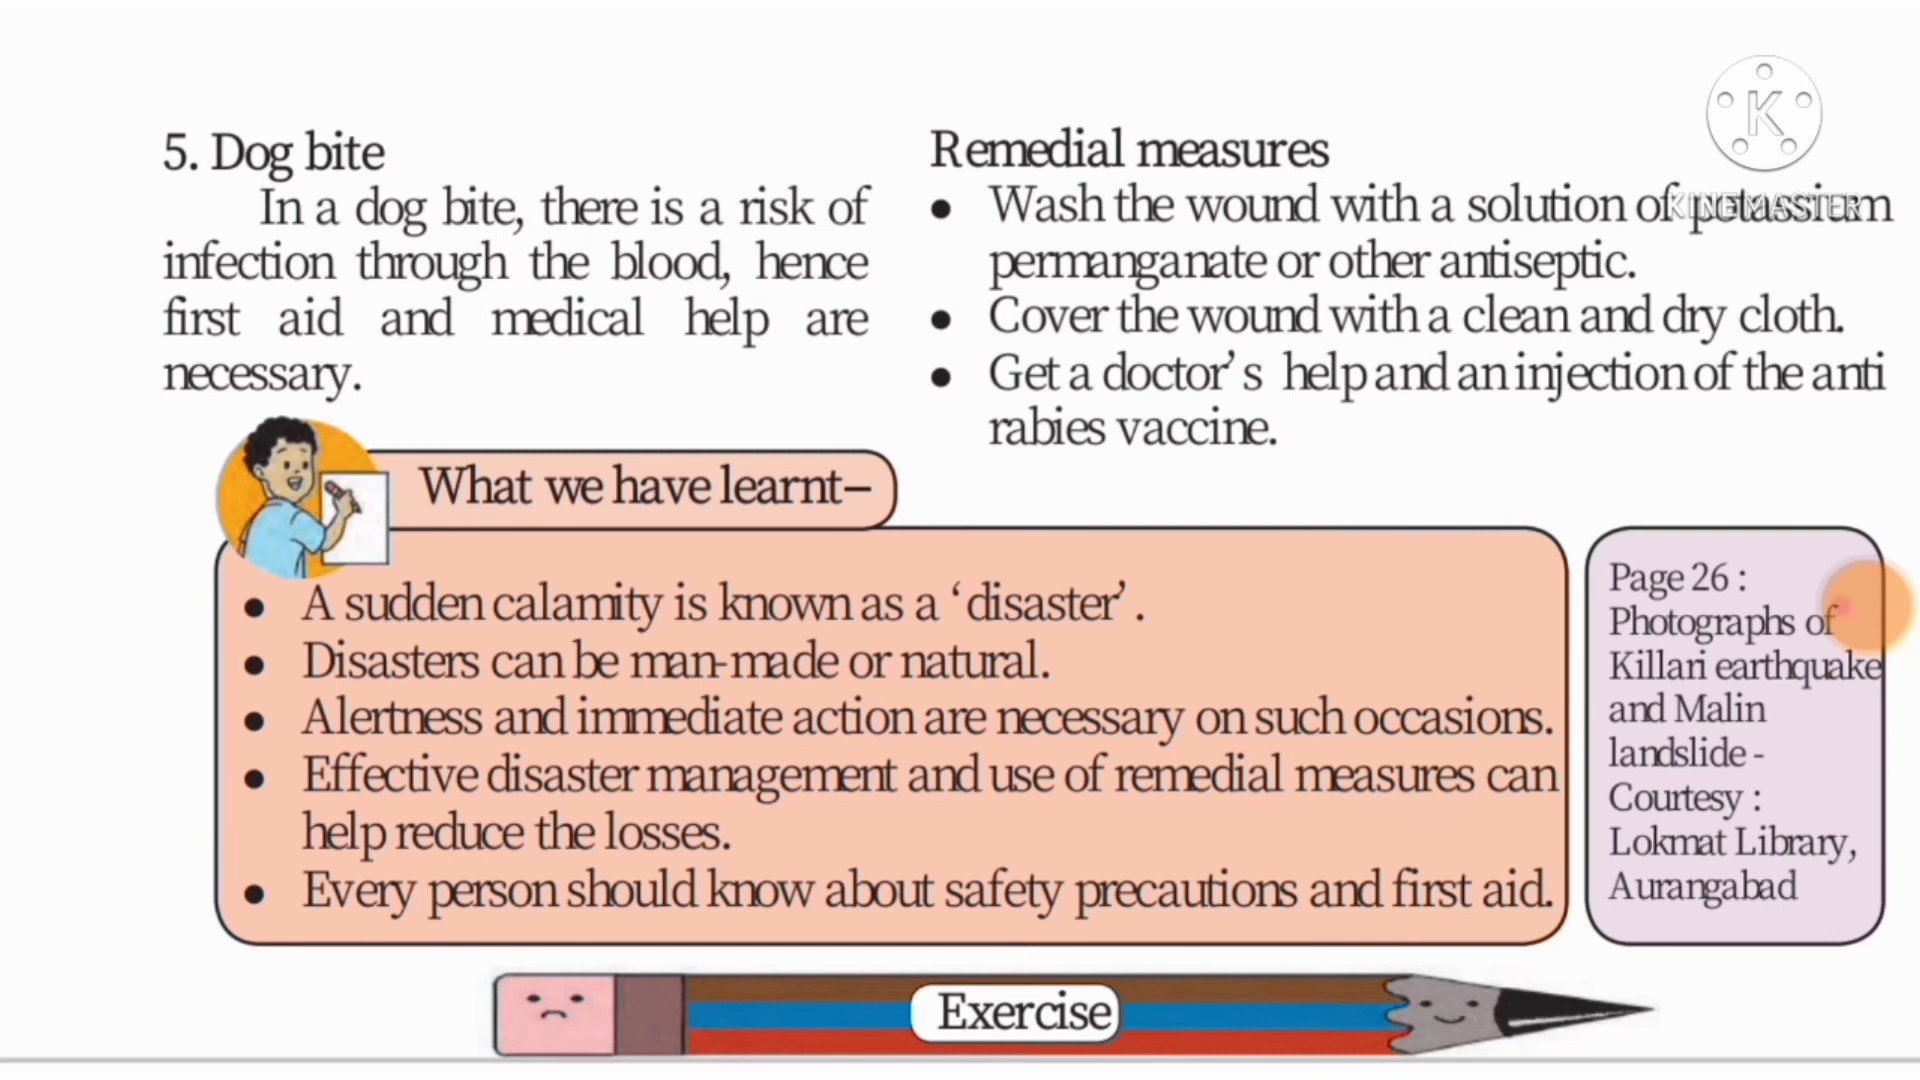 5. Dog bite
In a dog bite, there is a risk of
infection through the blood, hence
first aid and medical help are
necessary.
Remedial measures
● Wash the wound with a solution of potassium
permanganate or other antiseptic.
● Cover the wound with a clean and dry cloth.
● Get a doctor's help and an injection of the anti
rabies vaccine.
K
KINEMASTER
What we have learnt–
● A sudden calamity is known as a ‘disaster’.
● Disasters can be man-made or natural.
● Alertness and immediate action are necessary on such occasions.
● Effective disaster management and use of remedial measures can
help reduce the losses.
● Every person should know about safety precautions and first aid.
Page 26 :
Photographs of
Killari earthquake
and Malin
landslide -
Courtesy :
Lokmat Library,
Aurangabad
Exercise